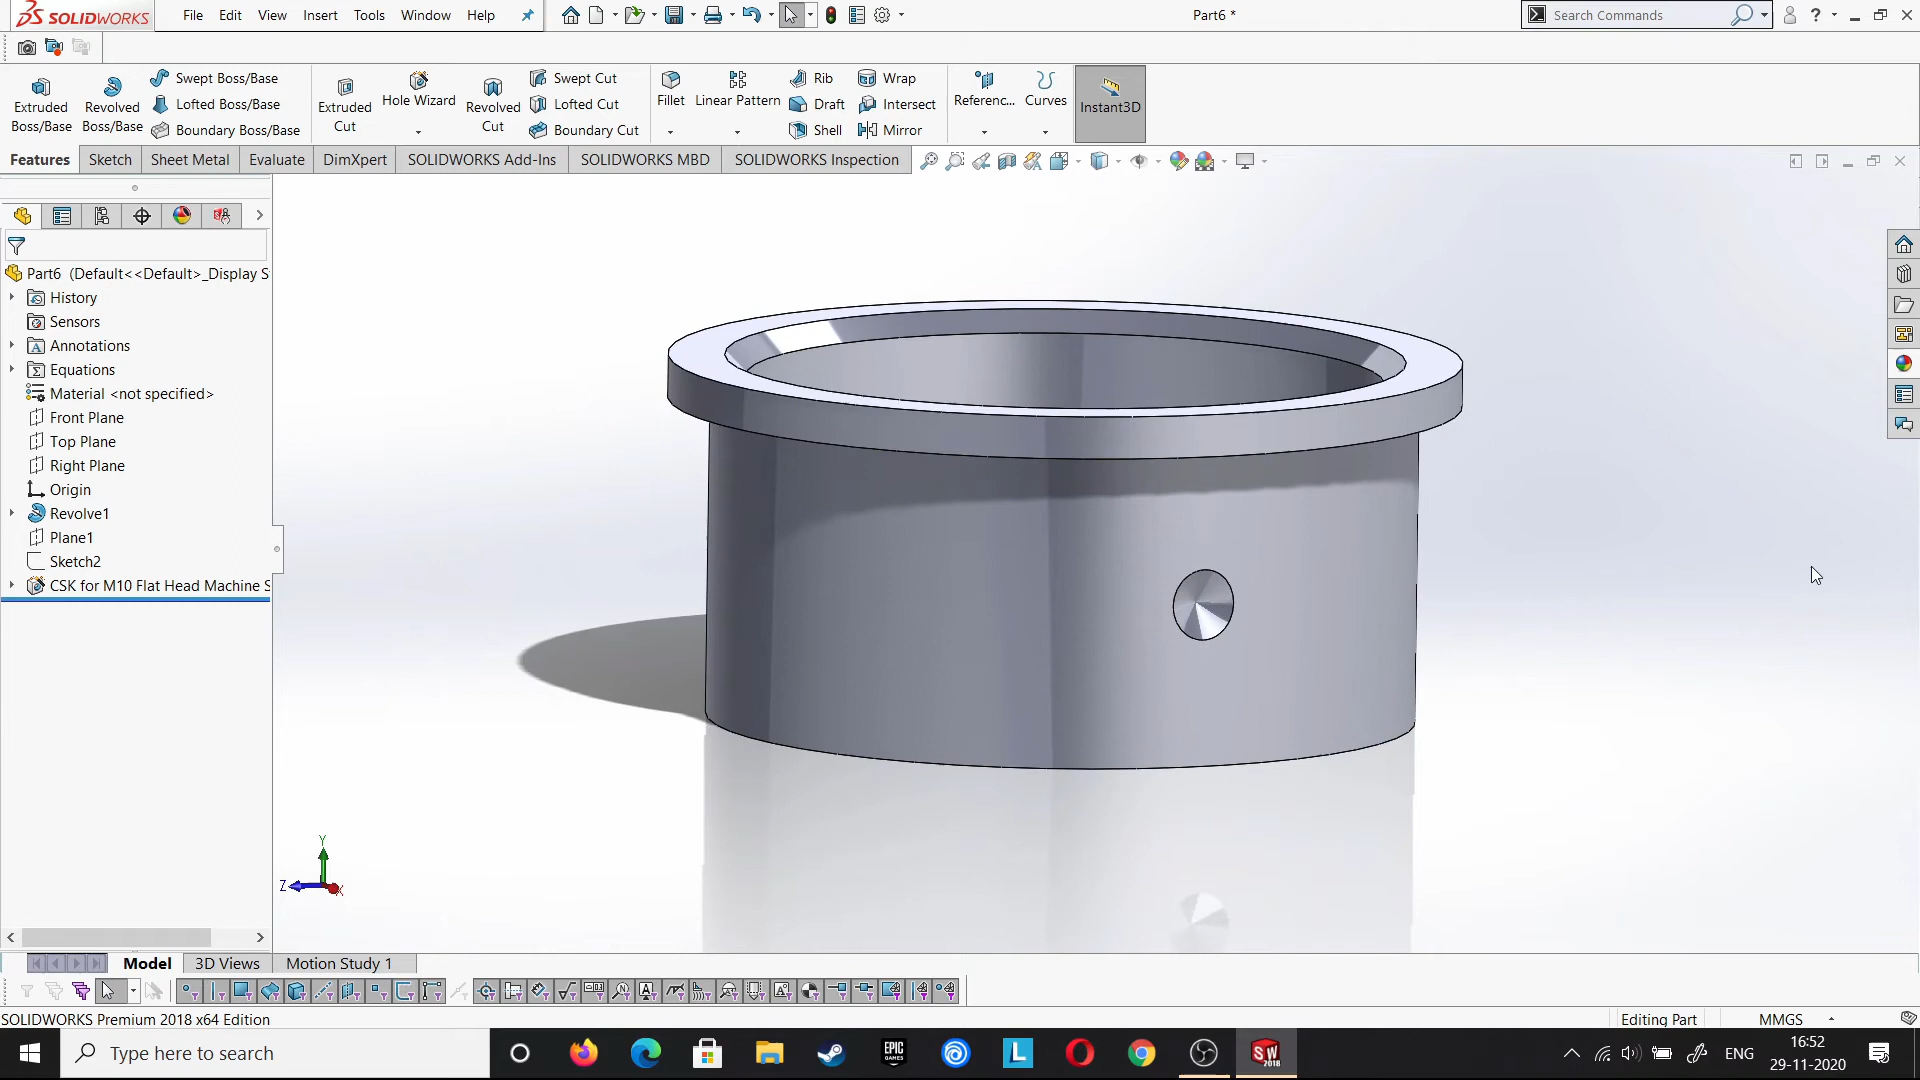 SOLIDWORKS File Edit View Insert Tools Window Help Part6 * Search Commands ?
Extruded Boss/Base
Revolved Boss/Base
Swept Boss/Base
Lofted Boss/Base
Boundary Boss/Base
Extruded Cut
Hole Wizard
Revolved Cut
Swept Cut
Lofted Cut
Boundary Cut
Fillet
Linear Pattern
Rib
Draft
Shell
Wrap
Intersect
Mirror
Referenc...
Curves
Instant3D
Features Sketch Sheet Metal Evaluate DimXpert SOLIDWORKS Add-Ins SOLIDWORKS MBD SOLIDWORKS Inspection
Part6 (Default<<Default>_Display S
History
Sensors
Annotations
Equations
Material <not specified>
Front Plane
Top Plane
Right Plane
Origin
Revolve1
Plane1
Sketch2
CSK for M10 Flat Head Machine S
Y
Z
X
Model 3D Views Motion Study 1
SOLIDWORKS Premium 2018 x64 Edition Editing Part MMGS
Type here to search
EPIC GAMES
L
SW 2018
ENG
16:52
29-11-2020